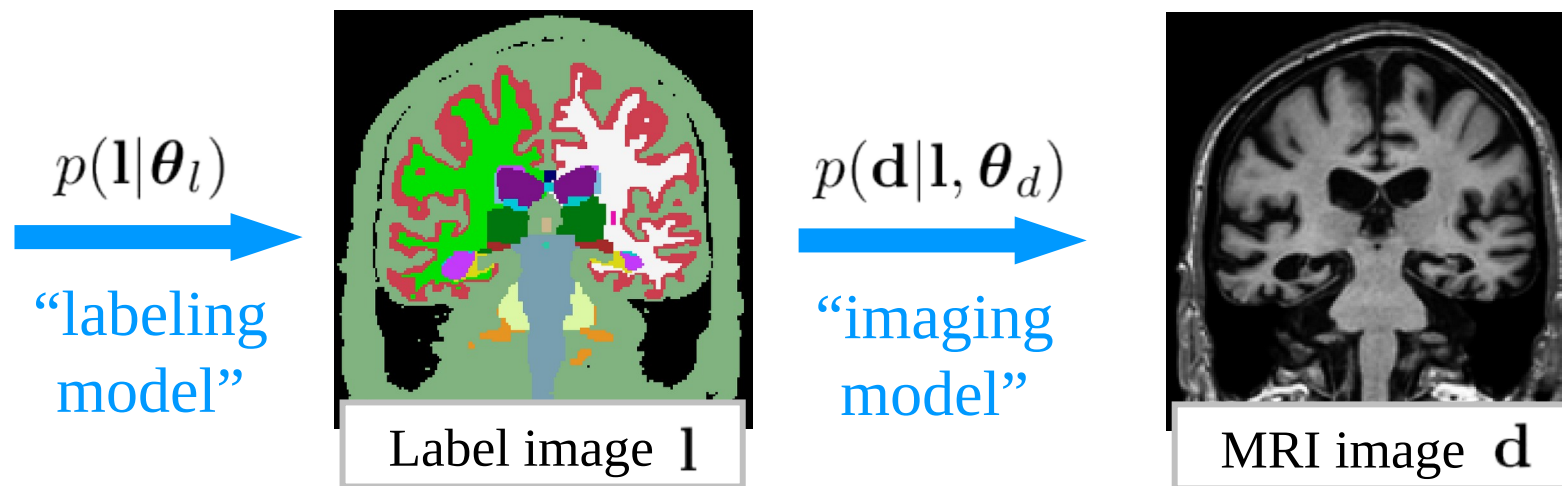 p(l|θ_l)
“labeling
model”
Label image l
p(d|l, θ_d)
“imaging
model”
MRI image d